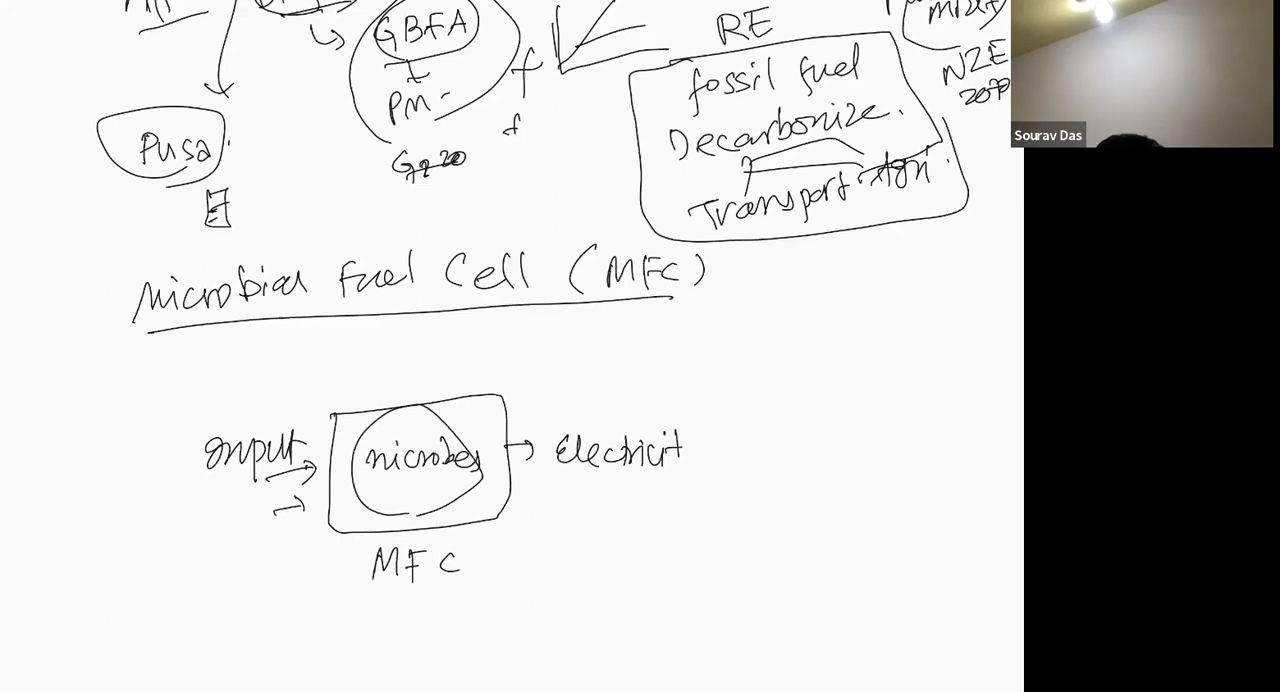 GBFA
PM-
RE
fossil fuel
Decarbonize.
Transport
NZE
2070
Pusa
f
Sourav Das
Microbial Fuel Cell (MFC)
Input
microbes
Electricit
MFC